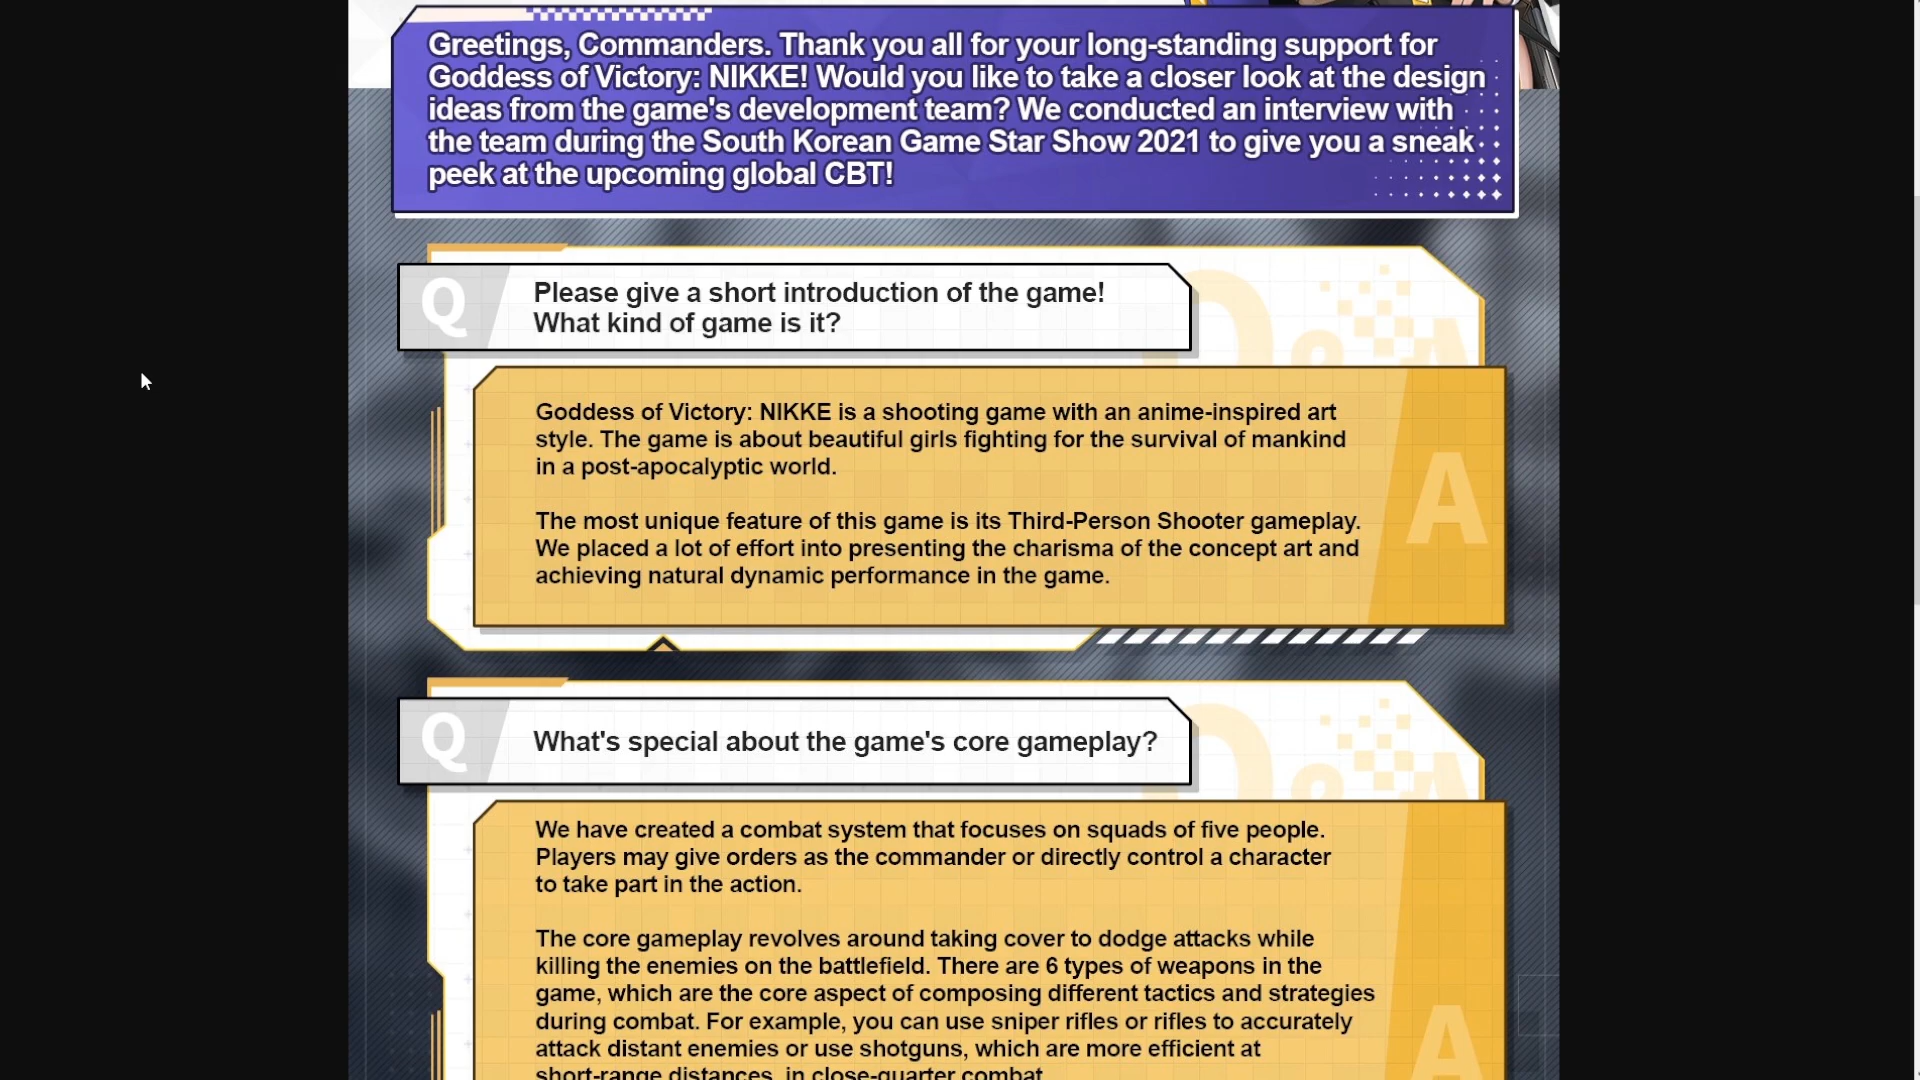 Greetings, Commanders. Thank you all for your long-standing support for
Goddess of Victory: NIKKE! Would you like to take a closer look at the design
ideas from the game's development team? We conducted an interview with
the team during the South Korean Game Star Show 2021 to give you a sneak
peek at the upcoming global CBT!
Q
Please give a short introduction of the game!
What kind of game is it?
Q & A
Goddess of Victory: NIKKE is a shooting game with an anime-inspired art
style. The game is about beautiful girls fighting for the survival of mankind
in a post-apocalyptic world.
The most unique feature of this game is its Third-Person Shooter gameplay.
We placed a lot of effort into presenting the charisma of the concept art and
achieving natural dynamic performance in the game.
A
Q
What's special about the game's core gameplay?
Q & A
We have created a combat system that focuses on squads of five people.
Players may give orders as the commander or directly control a character
to take part in the action.
The core gameplay revolves around taking cover to dodge attacks while
killing the enemies on the battlefield. There are 6 types of weapons in the
game, which are the core aspect of composing different tactics and strategies
during combat. For example, you can use sniper rifles or rifles to accurately
attack distant enemies or use shotguns, which are more efficient at
short-range distances, in close-quarter combat.
A